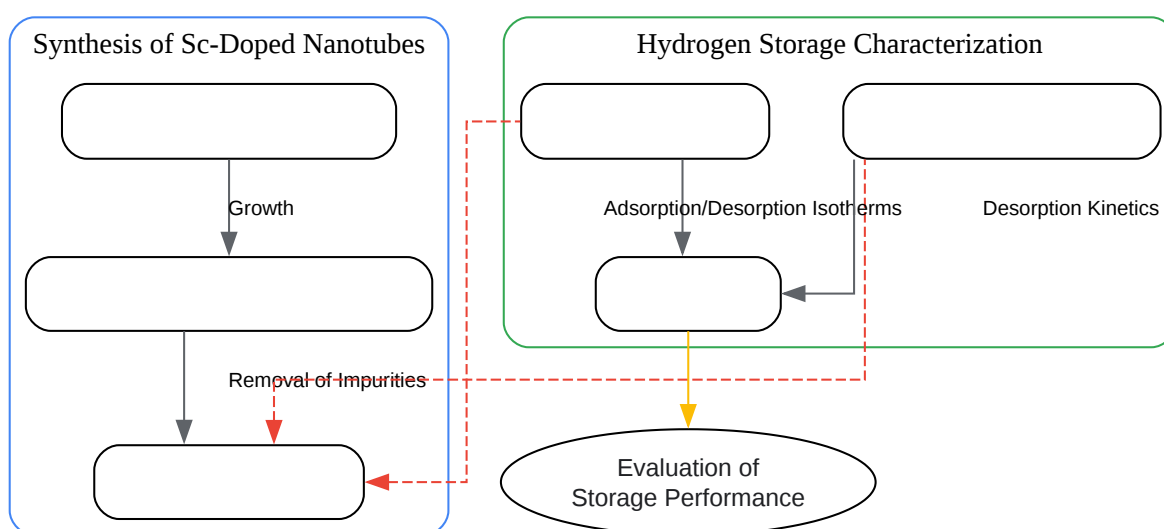 Synthesis of Sc-Doped Nanotubes
Hydrogen Storage Characterization
Growth
Adsorption/Desorption Isotherms
Desorption Kinetics
Removal of Impurities
Evaluation of
Storage Performance